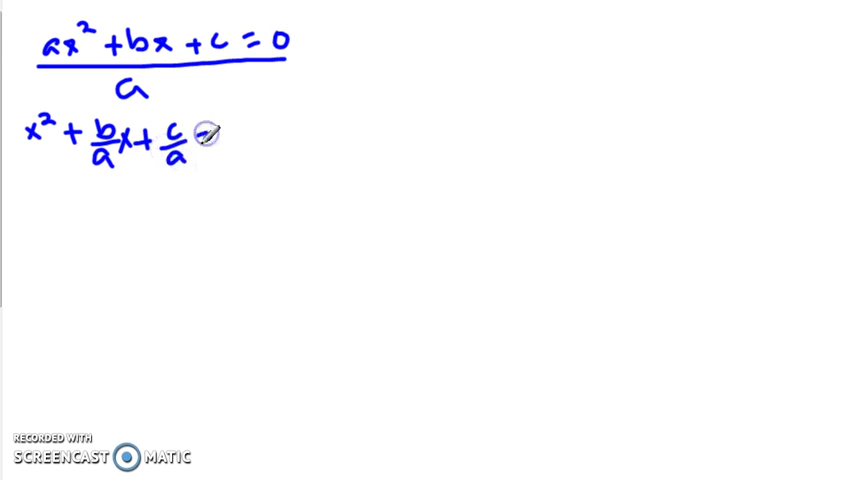 ax² + bx + c = 0
a
x² + b/a x + c/a -
RECORDED WITH
SCREENCAST MATIC